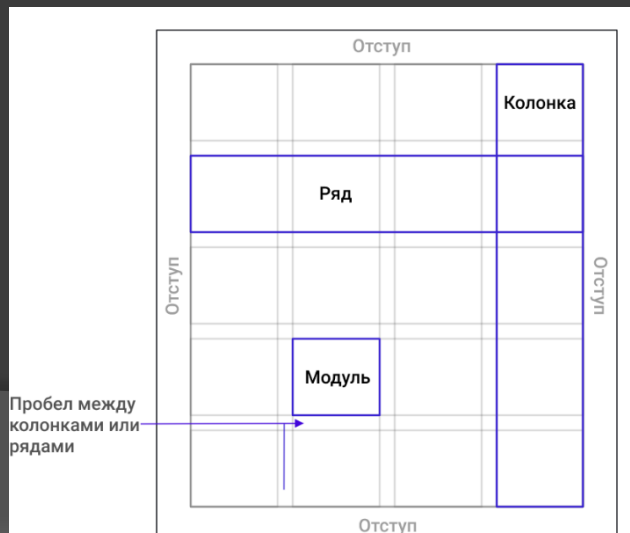 Отступ
Колонка
Ряд
Отступ
Отступ
Модуль
Пробел между
колонками или
рядами
Отступ